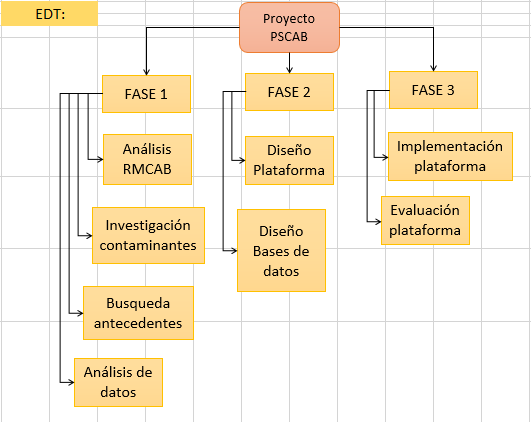 EDT:
Proyecto
PSCAB
FASE 1
Análisis
RMCAB
Investigación
contaminantes
Busqueda
antecedentes
Análisis de
datos
FASE 2
Diseño
Plataforma
Diseño
Bases de
datos
FASE 3
Implementación
plataforma
Evaluación
plataforma